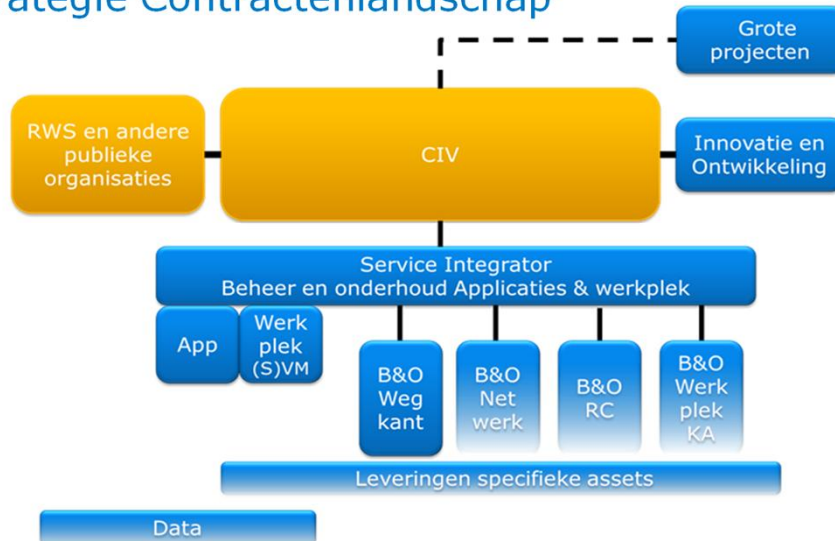 ategie Contractenlandschap
Grote
projecten
RWS en andere
publieke
organisaties
CIV
Innovatie en
Ontwikkeling
Service Integrator
Beheer en onderhoud Applicaties & werkplek
App
Werk
plek
(S)VM
B&O
Weg
kant
B&O
Net
werk
B&O
RC
B&O
Werk
plek
KA
Leveringen specifieke assets
Data